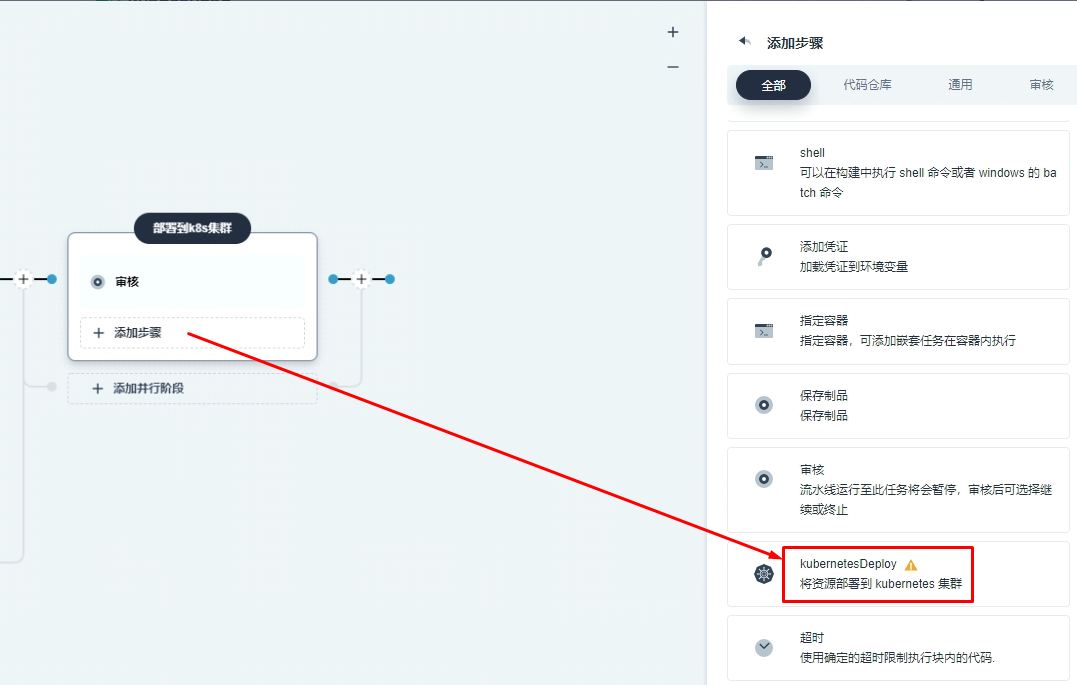 添加步骤
全部
代码仓库
通用
审核
部署到k8s集群
审核
添加步骤
添加并行阶段
shell
可以在构建中执行 shell 命令或者 windows 的 ba
tch 命令
添加凭证
加载凭证到环境变量
指定容器
指定容器，可添加嵌套任务在容器内执行
保存制品
保存制品
审核
流水线运行至此任务将会暂停，审核后可选择继
续或终止
kubernetesDeploy
将资源部署到 kubernetes 集群
超时
使用确定的超时限制执行块内的代码.